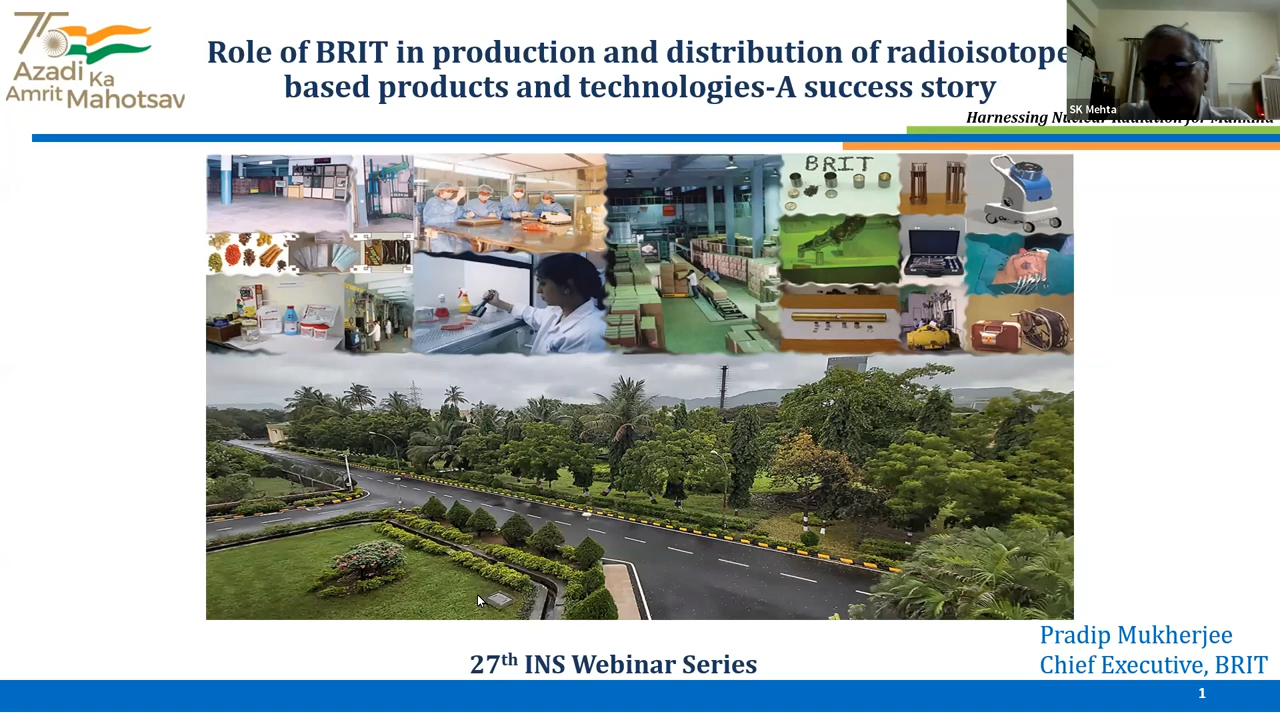 75
Azadi Ka
Amrit Mahotsav
Role of BRIT in production and distribution of radioisotope
based products and technologies-A success story
SK Mehta
Harnessing Nuclear Radiation for Mankind
BRIT
Pradip Mukherjee
27th INS Webinar Series
Chief Executive, BRIT
1